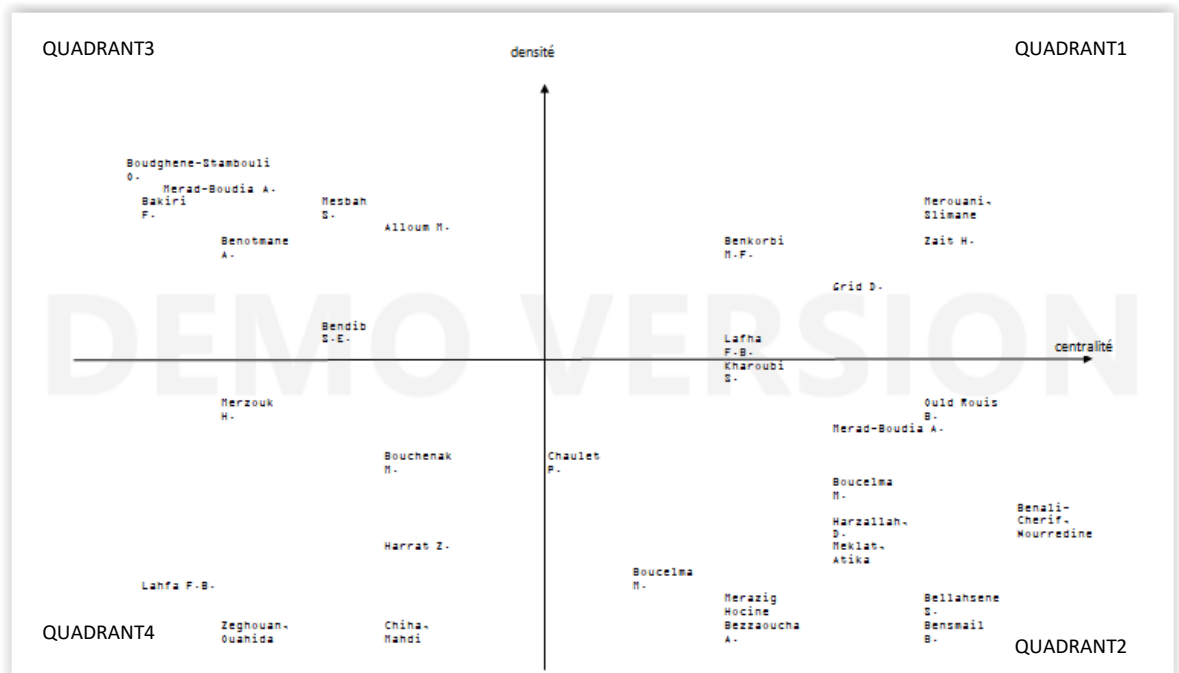 QUADRANT3
densité
QUADRANT1
Boudghene-Stambouli
O.
Merad-Boudia A.
Bakiri
F.
Mesbah
S.
Merouani,
Slimane
Alloum M.
Benotmane
A.
Benkorbi
M.F.
Zait H.
Grid D.
DEMO VERSION
Bendib
S.E.
Lafha
F.B.
centralité
Kharoubi
S.
Merzouk
H.
Ould Rouis
B.
Merad-Boudia A.
Bouchenak
M.
Chaulet
P.
Boucelma
M.
Benali-
Cherif,
Nourredine
Harzallah,
D.
Harrat Z.
Meklat,
Atika
Boucelma
M.
Lahfa F.B.
Merazig
Hocine
Bellahsene
S.
QUADRANT4
Zeghouan,
Ouahida
Chiha,
Mahdi
Bezzaoucha
A.
Bensmail
B.
QUADRANT2